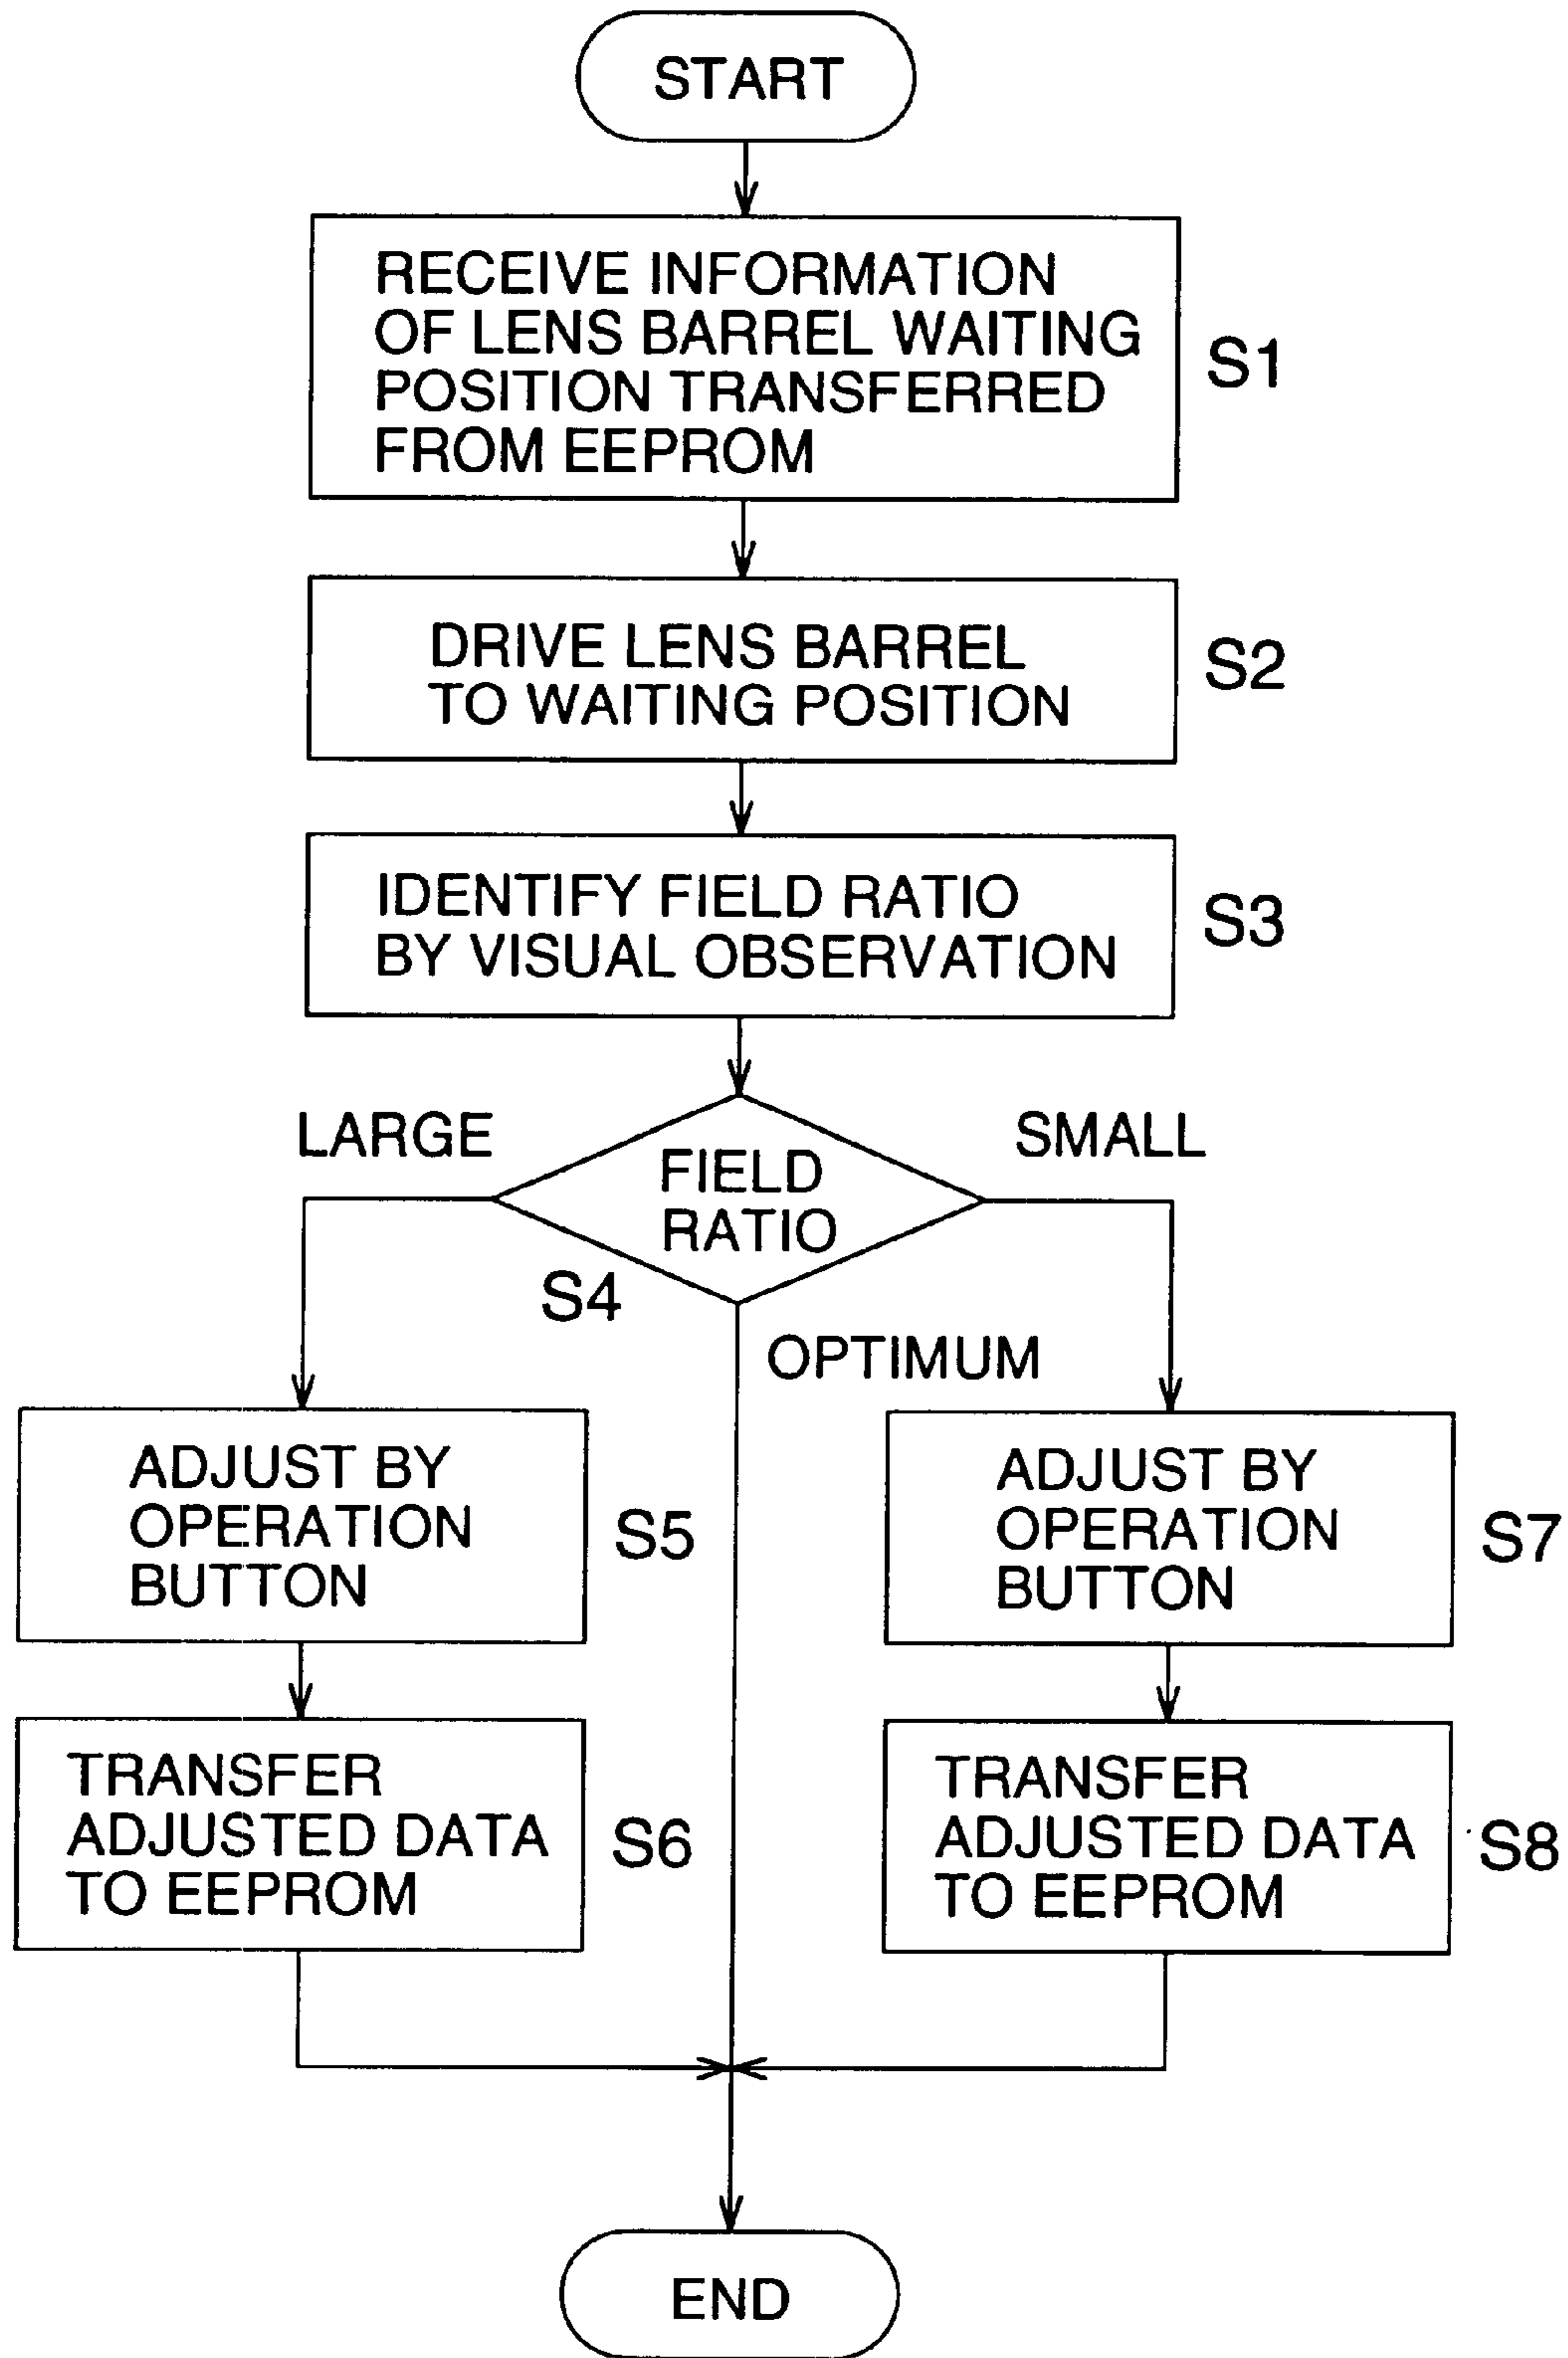 START
RECEIVE INFORMATION
OF LENS BARREL WAITING
POSITION TRANSFERRED
FROM EEPROM
S1
DRIVE LENS BARREL
TO WAITING POSITION
S2
IDENTIFY FIELD RATIO
BY VISUAL OBSERVATION
S3
LARGE
SMALL
FIELD
RATIO
S4
OPTIMUM
ADJUST BY
OPERATION
BUTTON
S5
ADJUST BY
OPERATION
BUTTON
S7
TRANSFER
ADJUSTED DATA
TO EEPROM
S6
TRANSFER
ADJUSTED DATA
TO EEPROM
S8
END